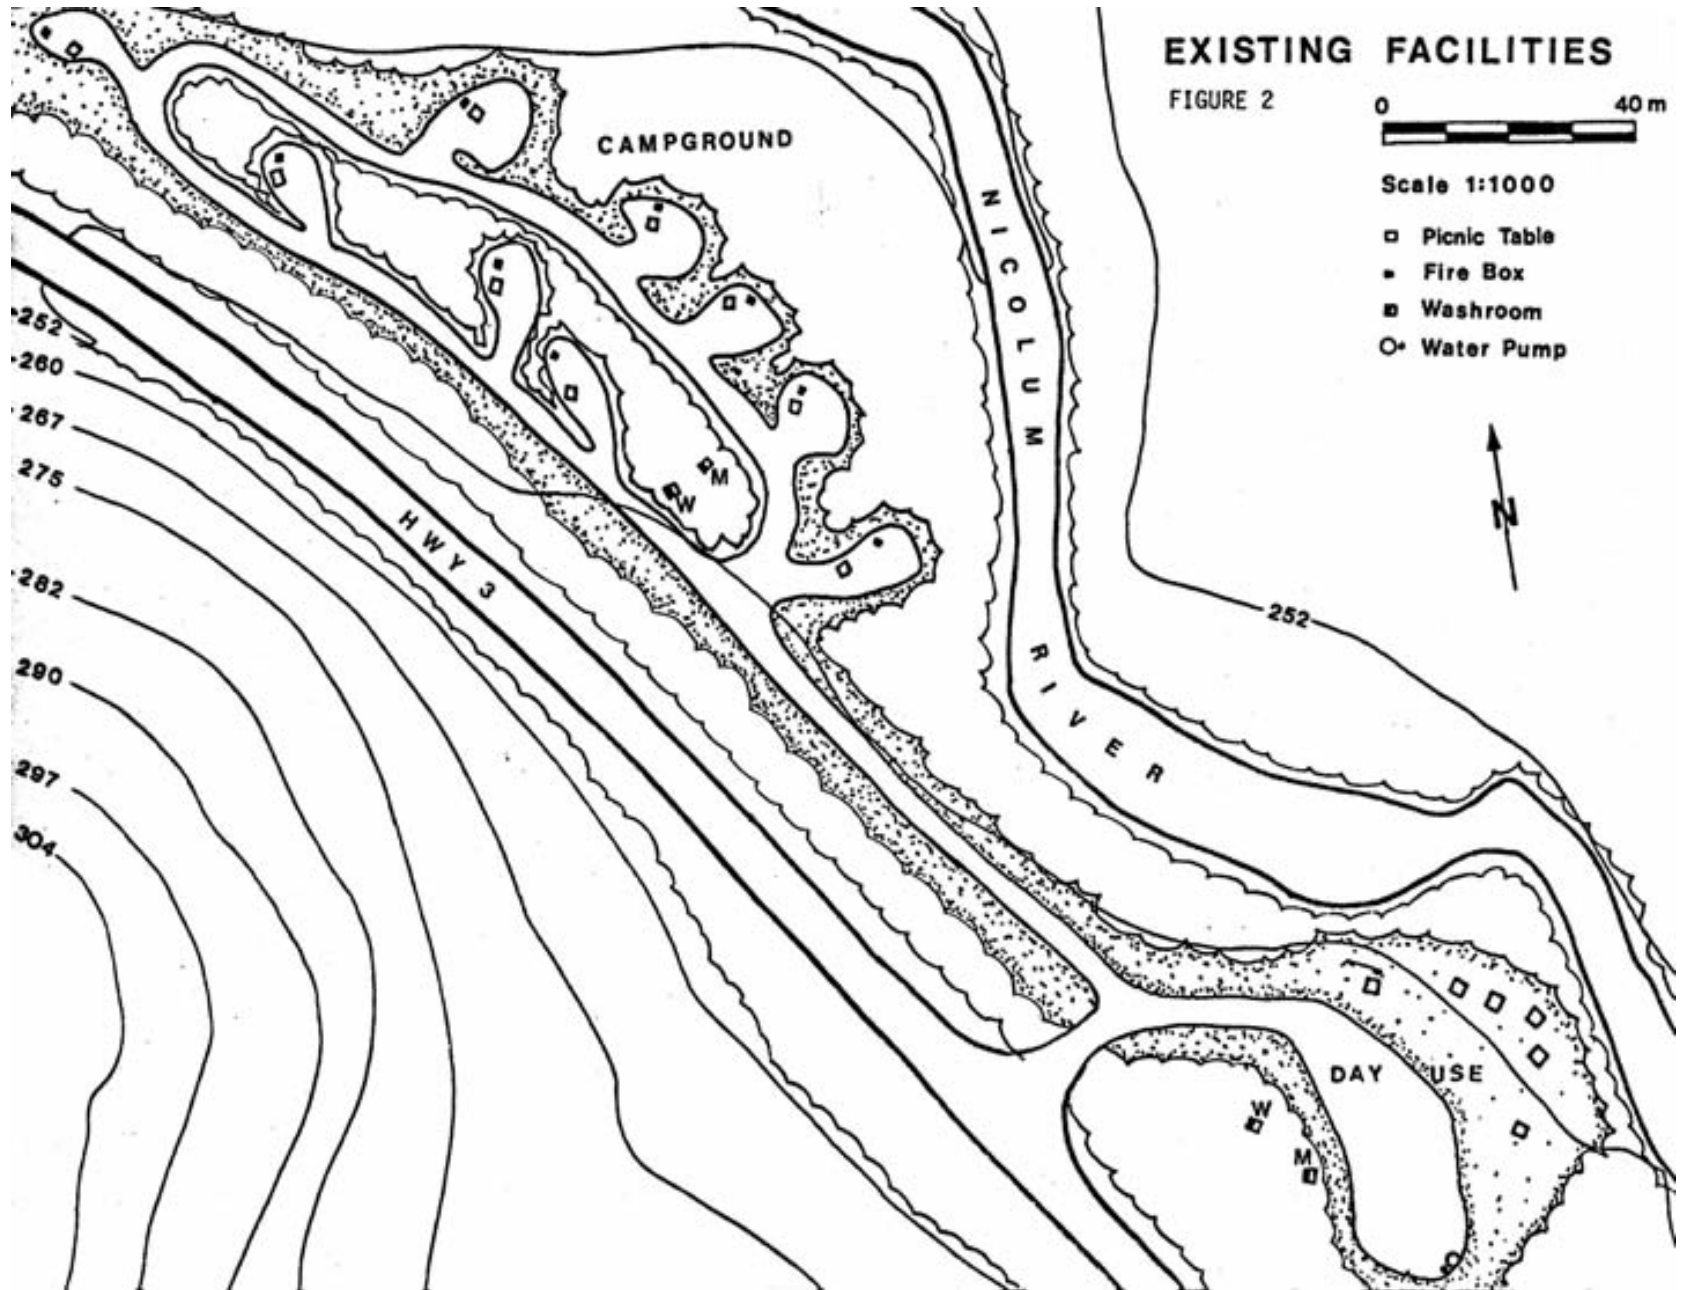 EXISTING FACILITIES
FIGURE 2
0 40 m
Scale 1:1000
Picnic Table
Fire Box
Washroom
Water Pump
N
CAMPGROUND
NICOLUM
RIVER
HWY 3
M
W
252
260
267
275
282
290
297
304
252
DAY USE
W
M